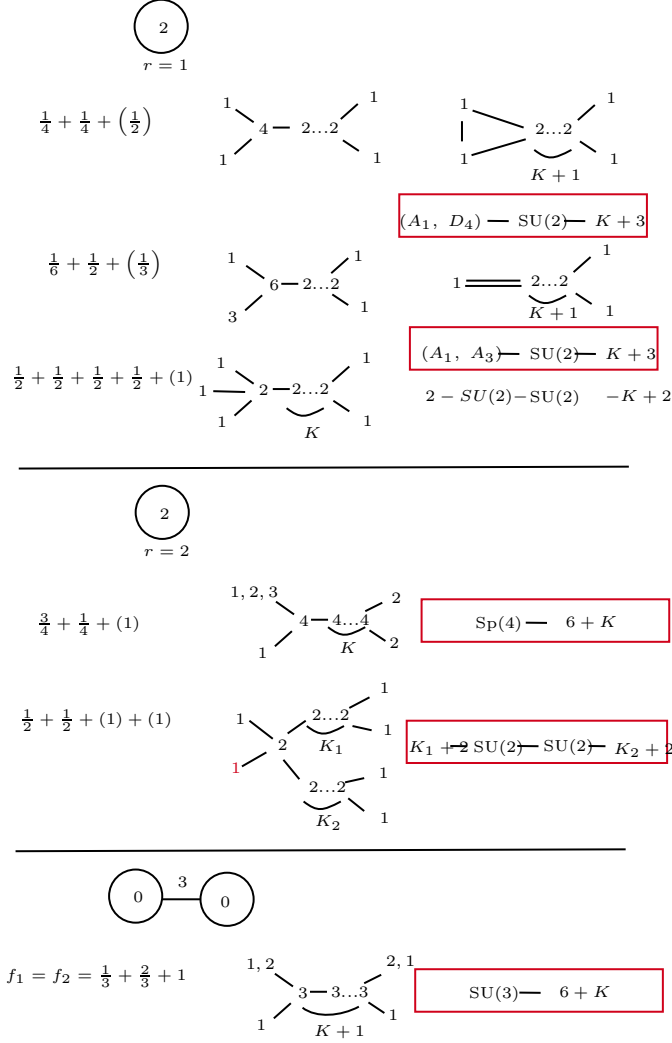 2
r = 1
1/4 + 1/4 + (1/2)
1
1
4
2...2
1
1
1
1
2...2
K + 1
1
1
(A₁, D₄) SU(2) K + 3
1/6 + 1/2 + (1/3)
1
3
6
2...2
1
1
1
2...2
K + 1
1
1
(A₁, A₃) SU(2) K + 3
1/2 + 1/2 + 1/2 + 1/2 + (1)
1
1
1
2
2...2
K
1
1
2 − SU(2) − SU(2) −K + 2
2
r = 2
3/4 + 1/4 + (1)
1, 2, 3
1
4
4...4
K
2
2
Sp(4) 6 + K
1/2 + 1/2 + (1) + (1)
1
1
2
2...2
K₁
1
1
2...2
K₂
1
1
K₁ + 2 SU(2) SU(2) K₂ + 2
0
3
0
f₁ = f₂ = 1/3 + 2/3 + 1
1, 2
1
3
3...3
K + 1
2, 1
1
SU(3) 6 + K